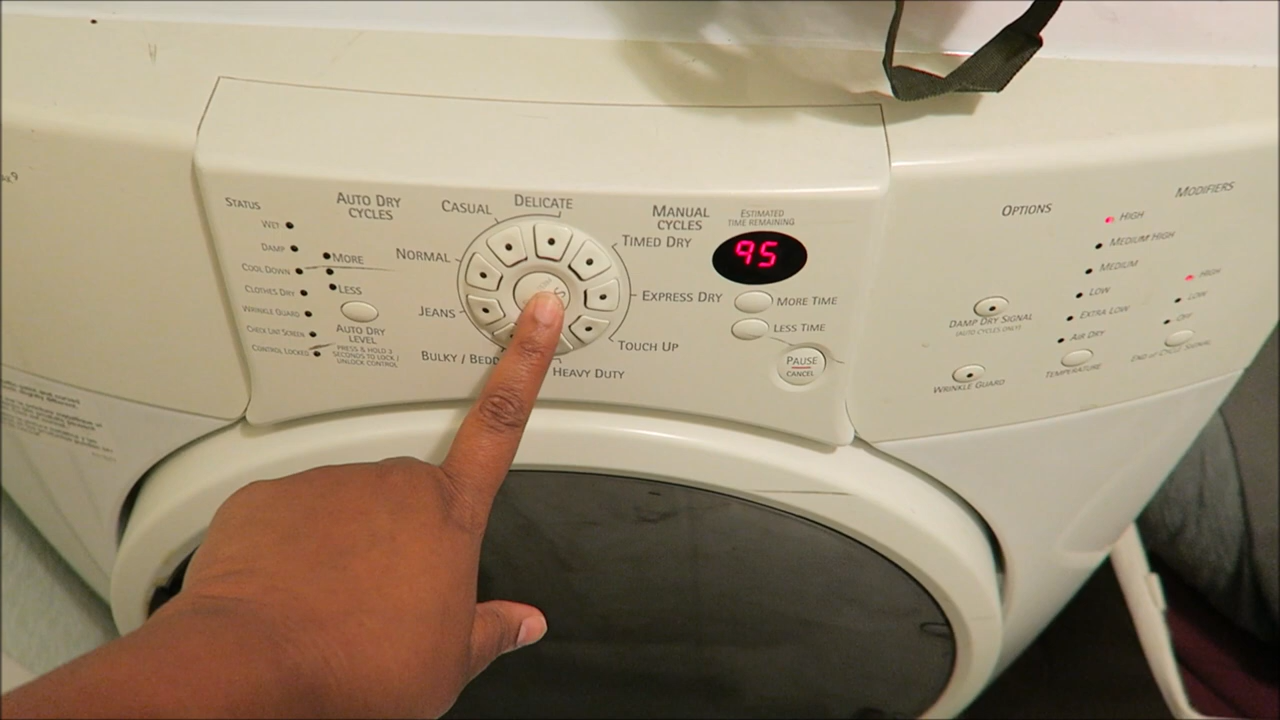 STATUS
WET
DAMP
COOL DOWN
CLOTHES DRY
WRINKLE GUARD
CHECK LINT SCREEN
CONTROL LOCKED
AUTO DRY
CYCLES
MORE
LESS
AUTO DRY
LEVEL
PRESS & HOLD 3
SECONDS TO LOCK /
UNLOCK CONTROL
CASUAL
DELICATE
NORMAL
JEANS
BULKY / BEDD
HEAVY DUTY
MANUAL
CYCLES
TIMED DRY
EXPRESS DRY
TOUCH UP
ESTIMATED
TIME REMAINING
95
MORE TIME
LESS TIME
PAUSE
CANCEL
OPTIONS
DAMP DRY SIGNAL
(AUTO CYCLES ONLY)
WRINKLE GUARD
MODIFIERS
HIGH
MEDIUM HIGH
MEDIUM
LOW
EXTRA LOW
AIR DRY
TEMPERATURE
HIGH
LOW
OFF
END OF CYCLE SIGNAL